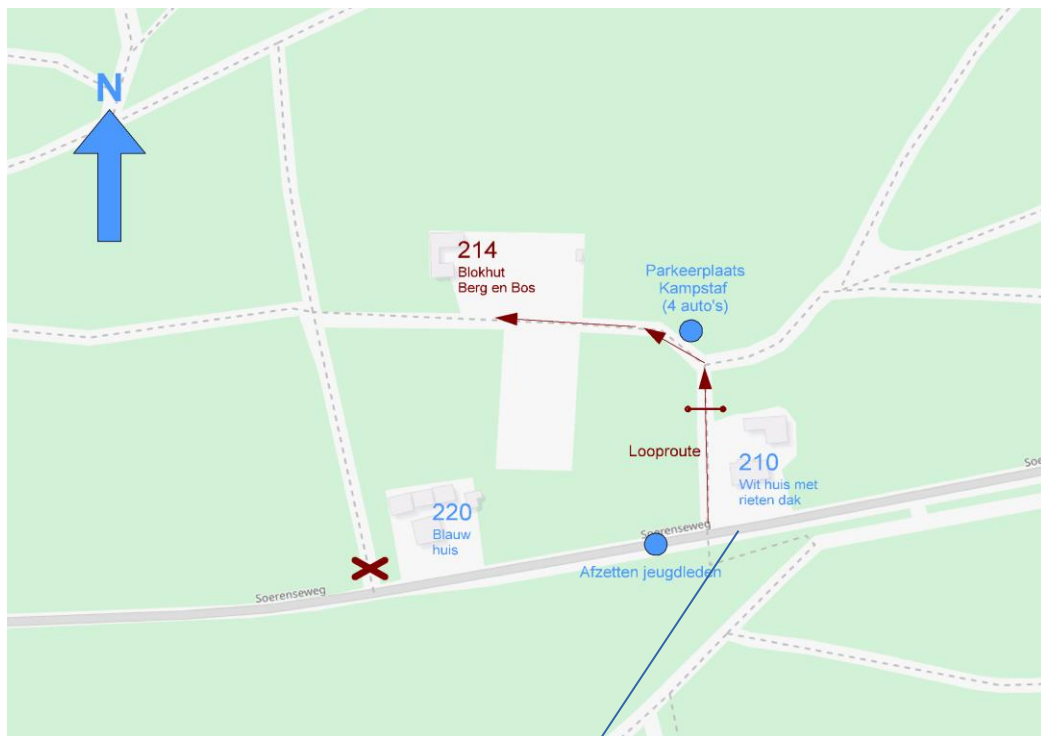 N
214
Blokhut
Berg en Bos
Parkeerplaats
Kampstaf
(4 auto's)
Looproute
210
Wit huis met
rieten dak
220
Blauw
huis
Soerenseweg
Afzetten jeugdleden
Soerenseweg
Soe